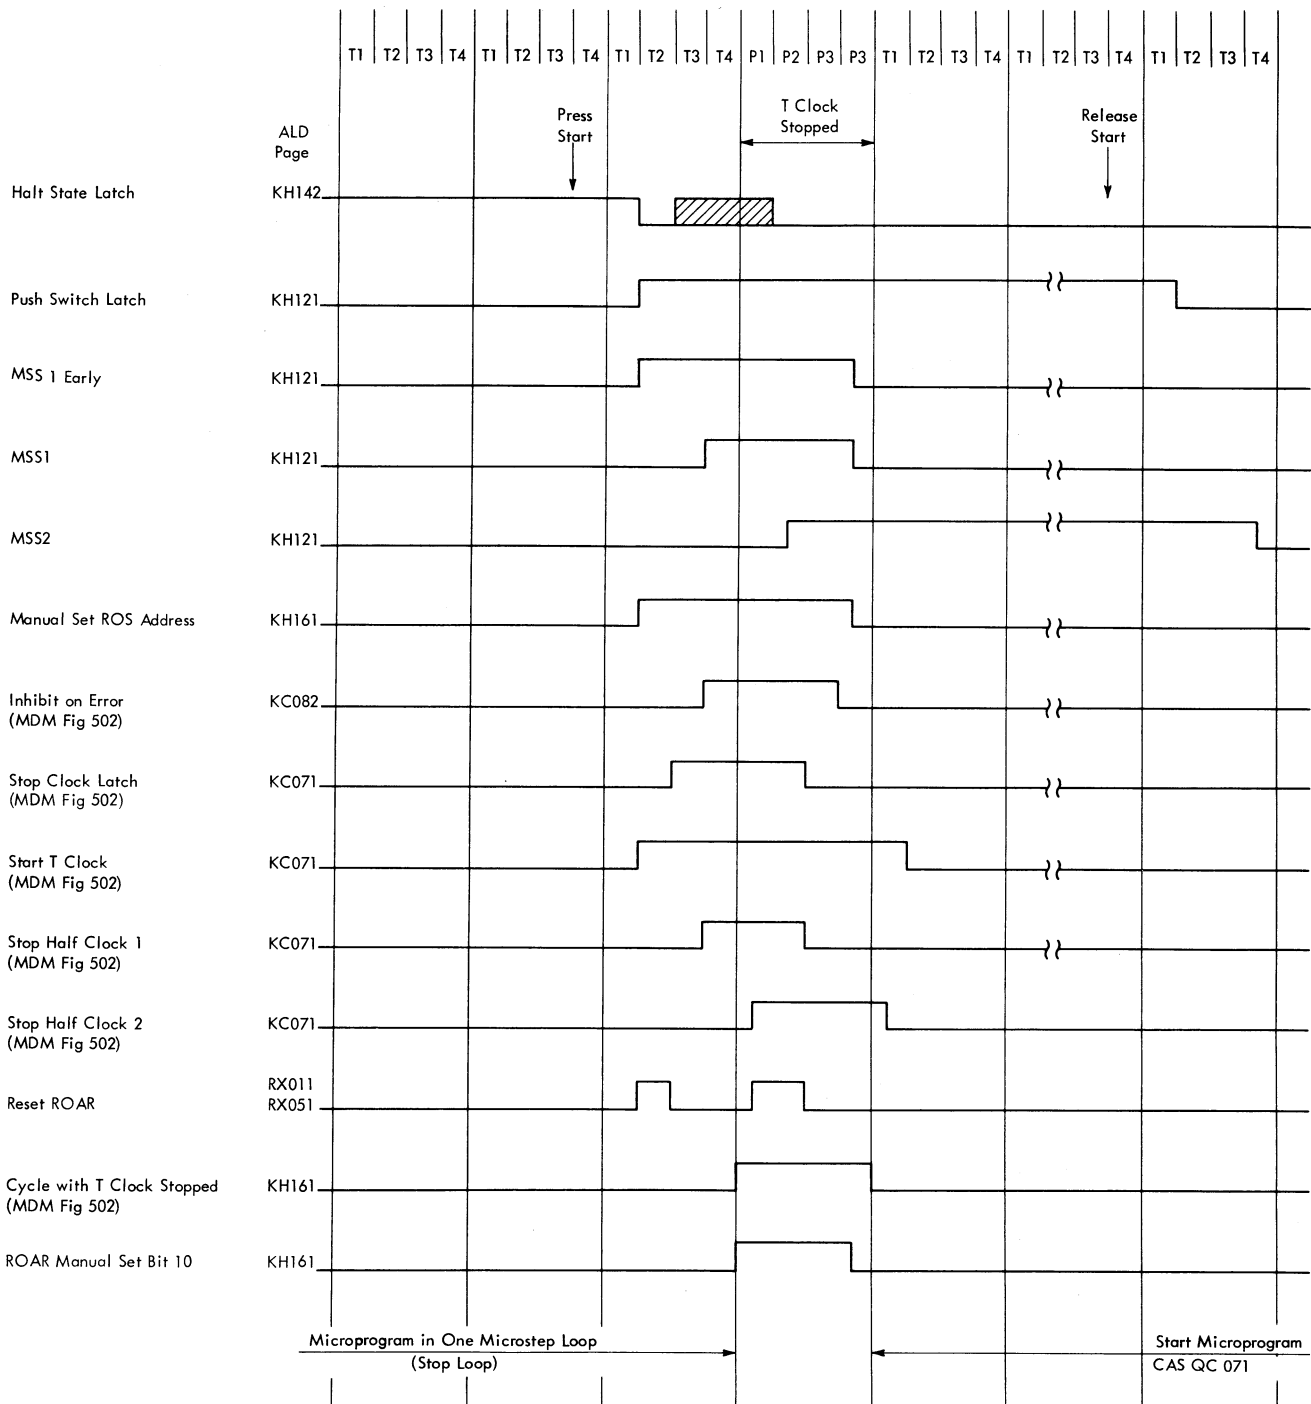 T1 T2 T3 T4 T1 T2 T3 T4 T1 T2 T3 T4 P1 P2 P3 P3 T1 T2 T3 T4 T1 T2 T3 T4 T1 T2 T3 T4
Press
Start
T Clock
Stopped
Release
Start
ALD
Page
Halt State Latch KH142
Push Switch Latch KH121
MSS 1 Early KH121
MSS1 KH121
MSS2 KH121
Manual Set ROS Address KH161
Inhibit on Error KC082
(MDM Fig 502)
Stop Clock Latch KC071
(MDM Fig 502)
Start T Clock KC071
(MDM Fig 502)
Stop Half Clock 1 KC071
(MDM Fig 502)
Stop Half Clock 2 KC071
(MDM Fig 502)
RX011
Reset ROAR RX051
Cycle with T Clock Stopped KH161
(MDM Fig 502)
ROAR Manual Set Bit 10 KH161
Microprogram in One Microstep Loop
(Stop Loop)
Start Microprogram
CAS QC 071